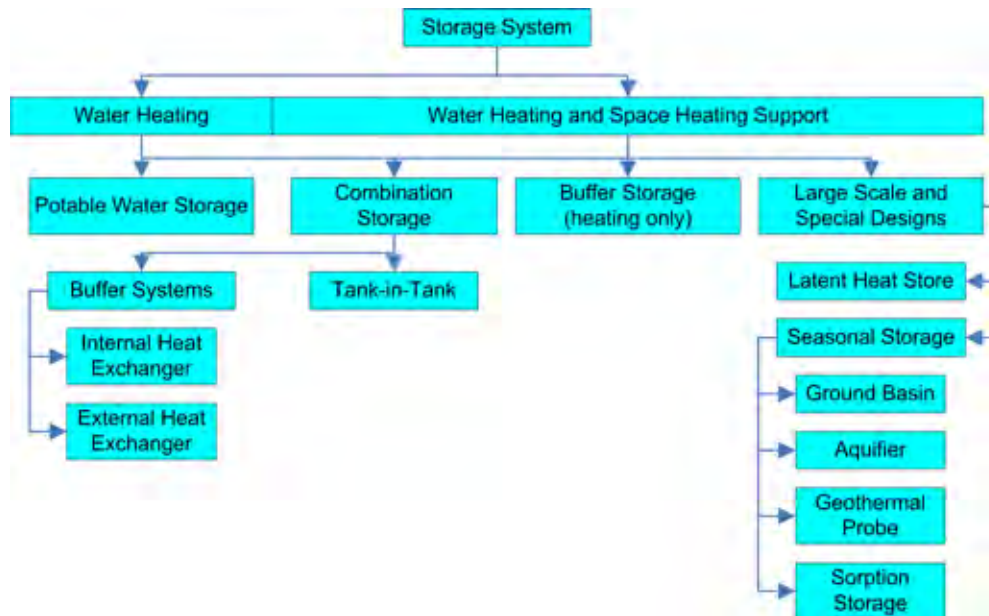 Storage System
Water Heating
Water Heating and Space Heating Support
Potable Water Storage
Combination
Storage
Buffer Storage
(heating only)
Large Scale and
Special Designs
Buffer Systems
Tank-in-Tank
Latent Heat Store
Internal Heat
Exchanger
Seasonal Storage
External Heat
Exchanger
Ground Basin
Aquifier
Geothermal
Probe
Sorption
Storage